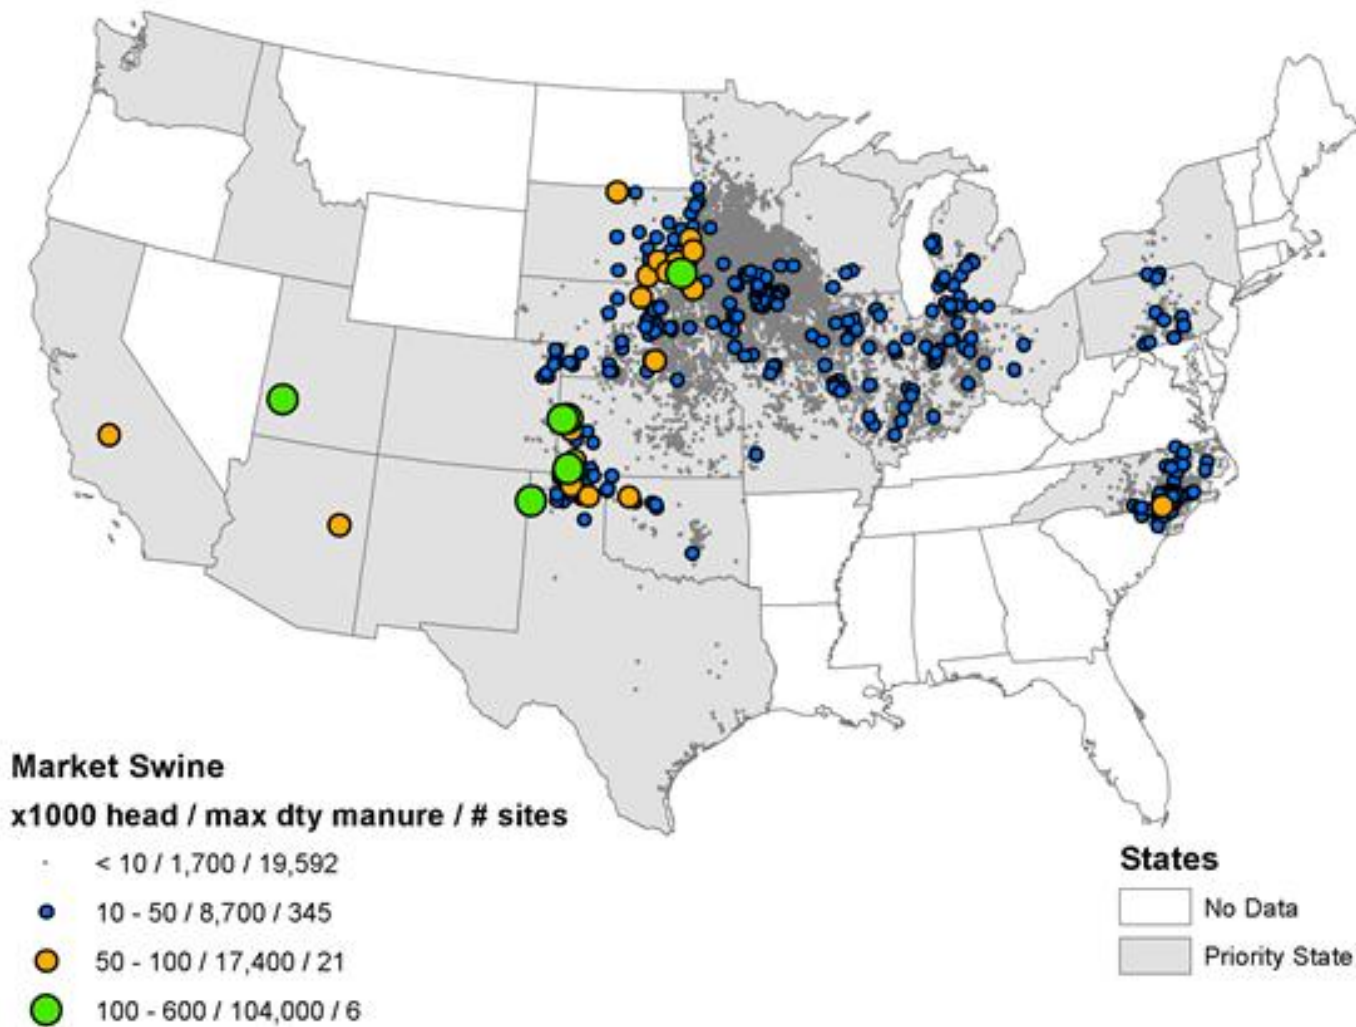 Market Swine
x1000 head / max dty manure / # sites
< 10 / 1,700 / 19,592
10 - 50 / 8,700 / 345
50 - 100 / 17,400 / 21
100 - 600 / 104,000 / 6
States
No Data
Priority State